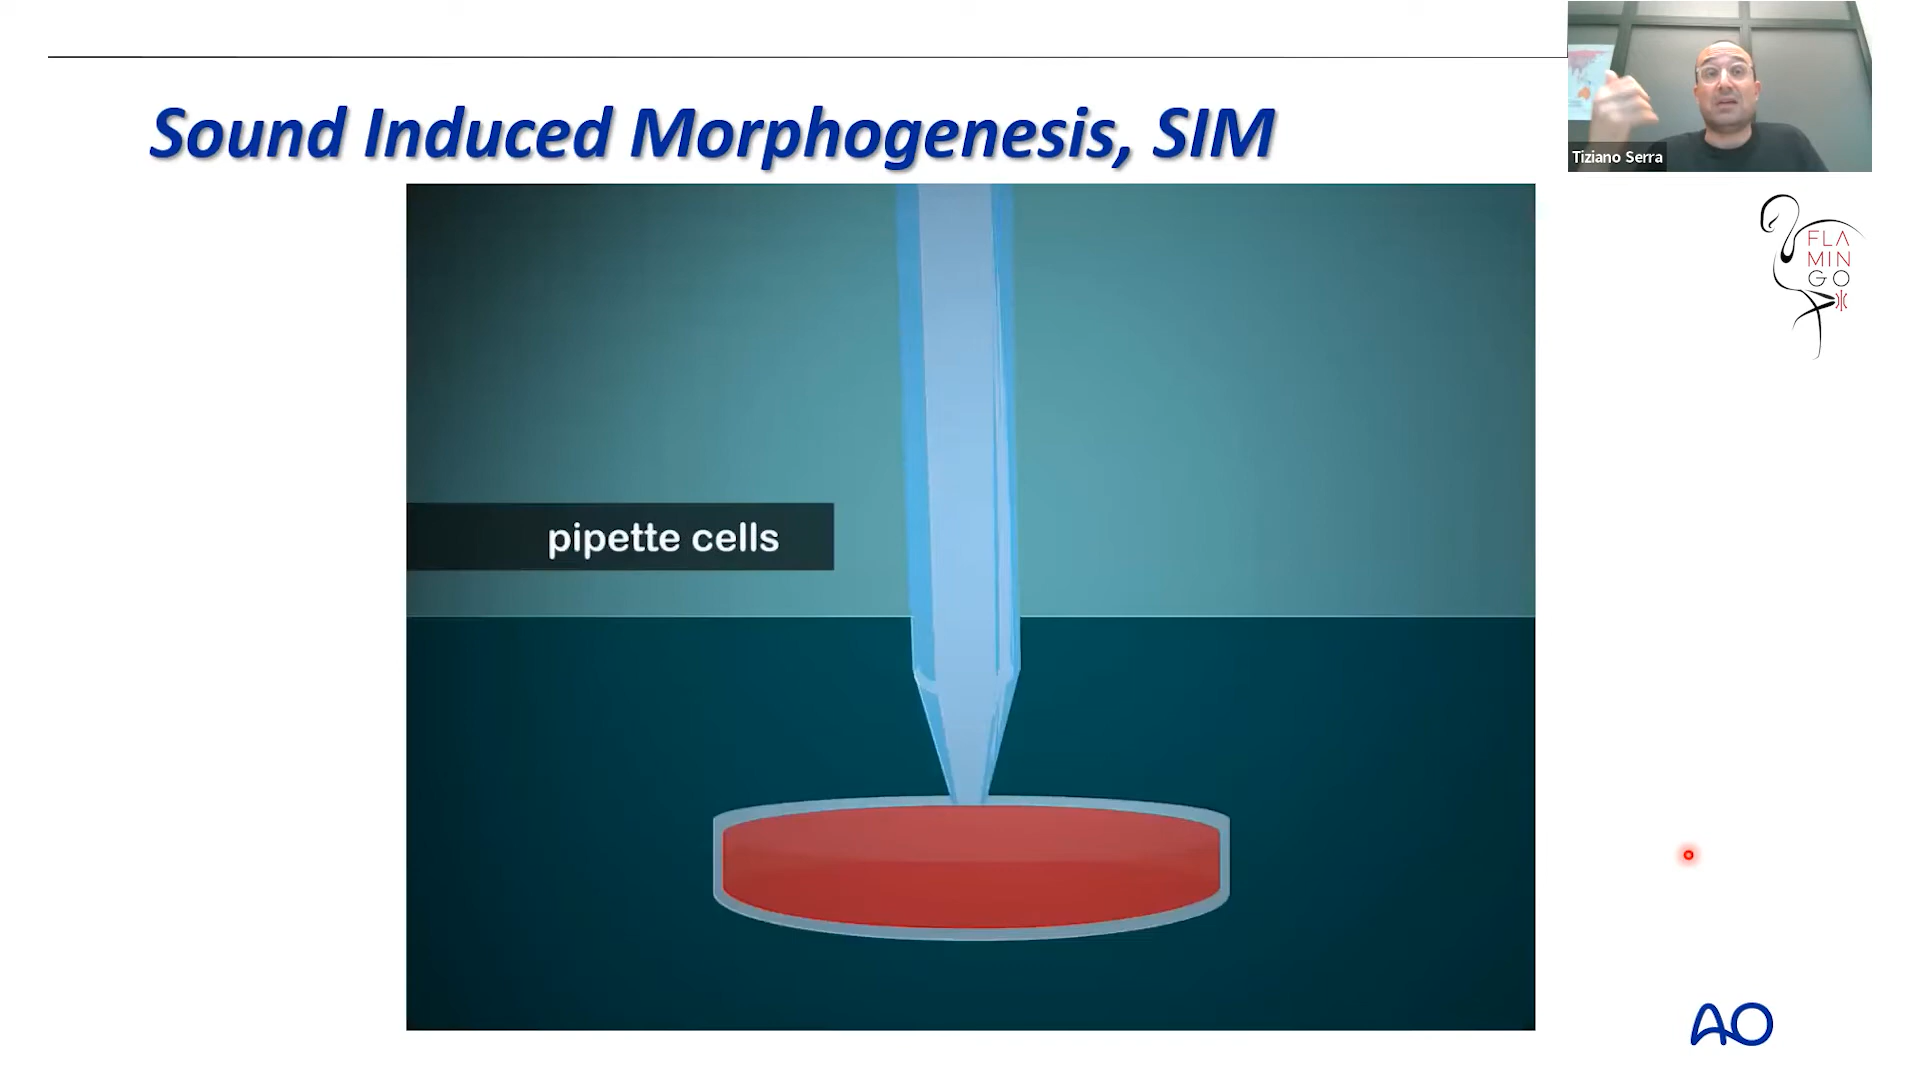 Sound Induced Morphogenesis, SIM
Tiziano Serra
FLA
MIN
GO
pipette cells
AO